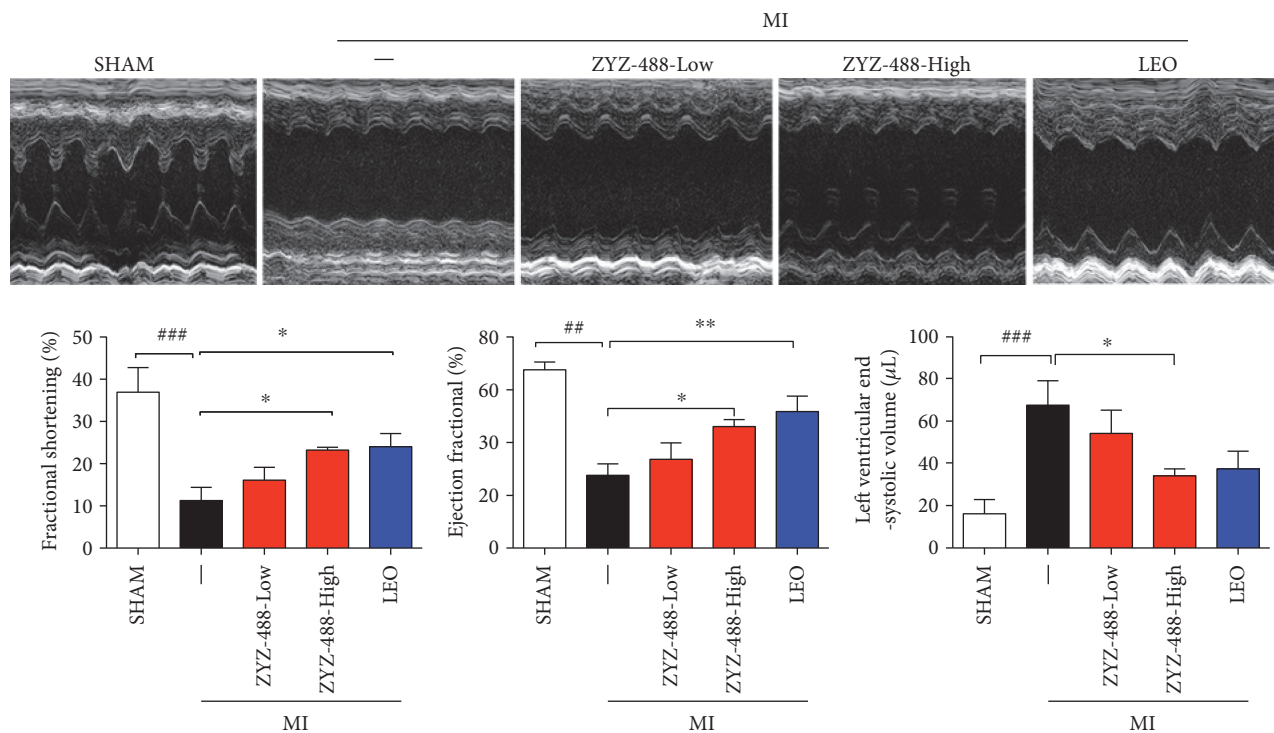 MI
SHAM
—
ZYZ-488-Low
ZYZ-488-High
LEO
Fractional shortening (%)
50
40
30
20
10
0
###
*
*
SHAM
—
ZYZ-488-Low
ZYZ-488-High
LEO
MI
Ejection fractional (%)
80
60
30
20
0
##
**
*
SHAM
—
ZYZ-488-Low
ZYZ-488-High
LEO
MI
Left ventricular end
-systolic volume (μL)
100
80
60
40
20
0
###
*
SHAM
—
ZYZ-488-Low
ZYZ-488-High
LEO
MI